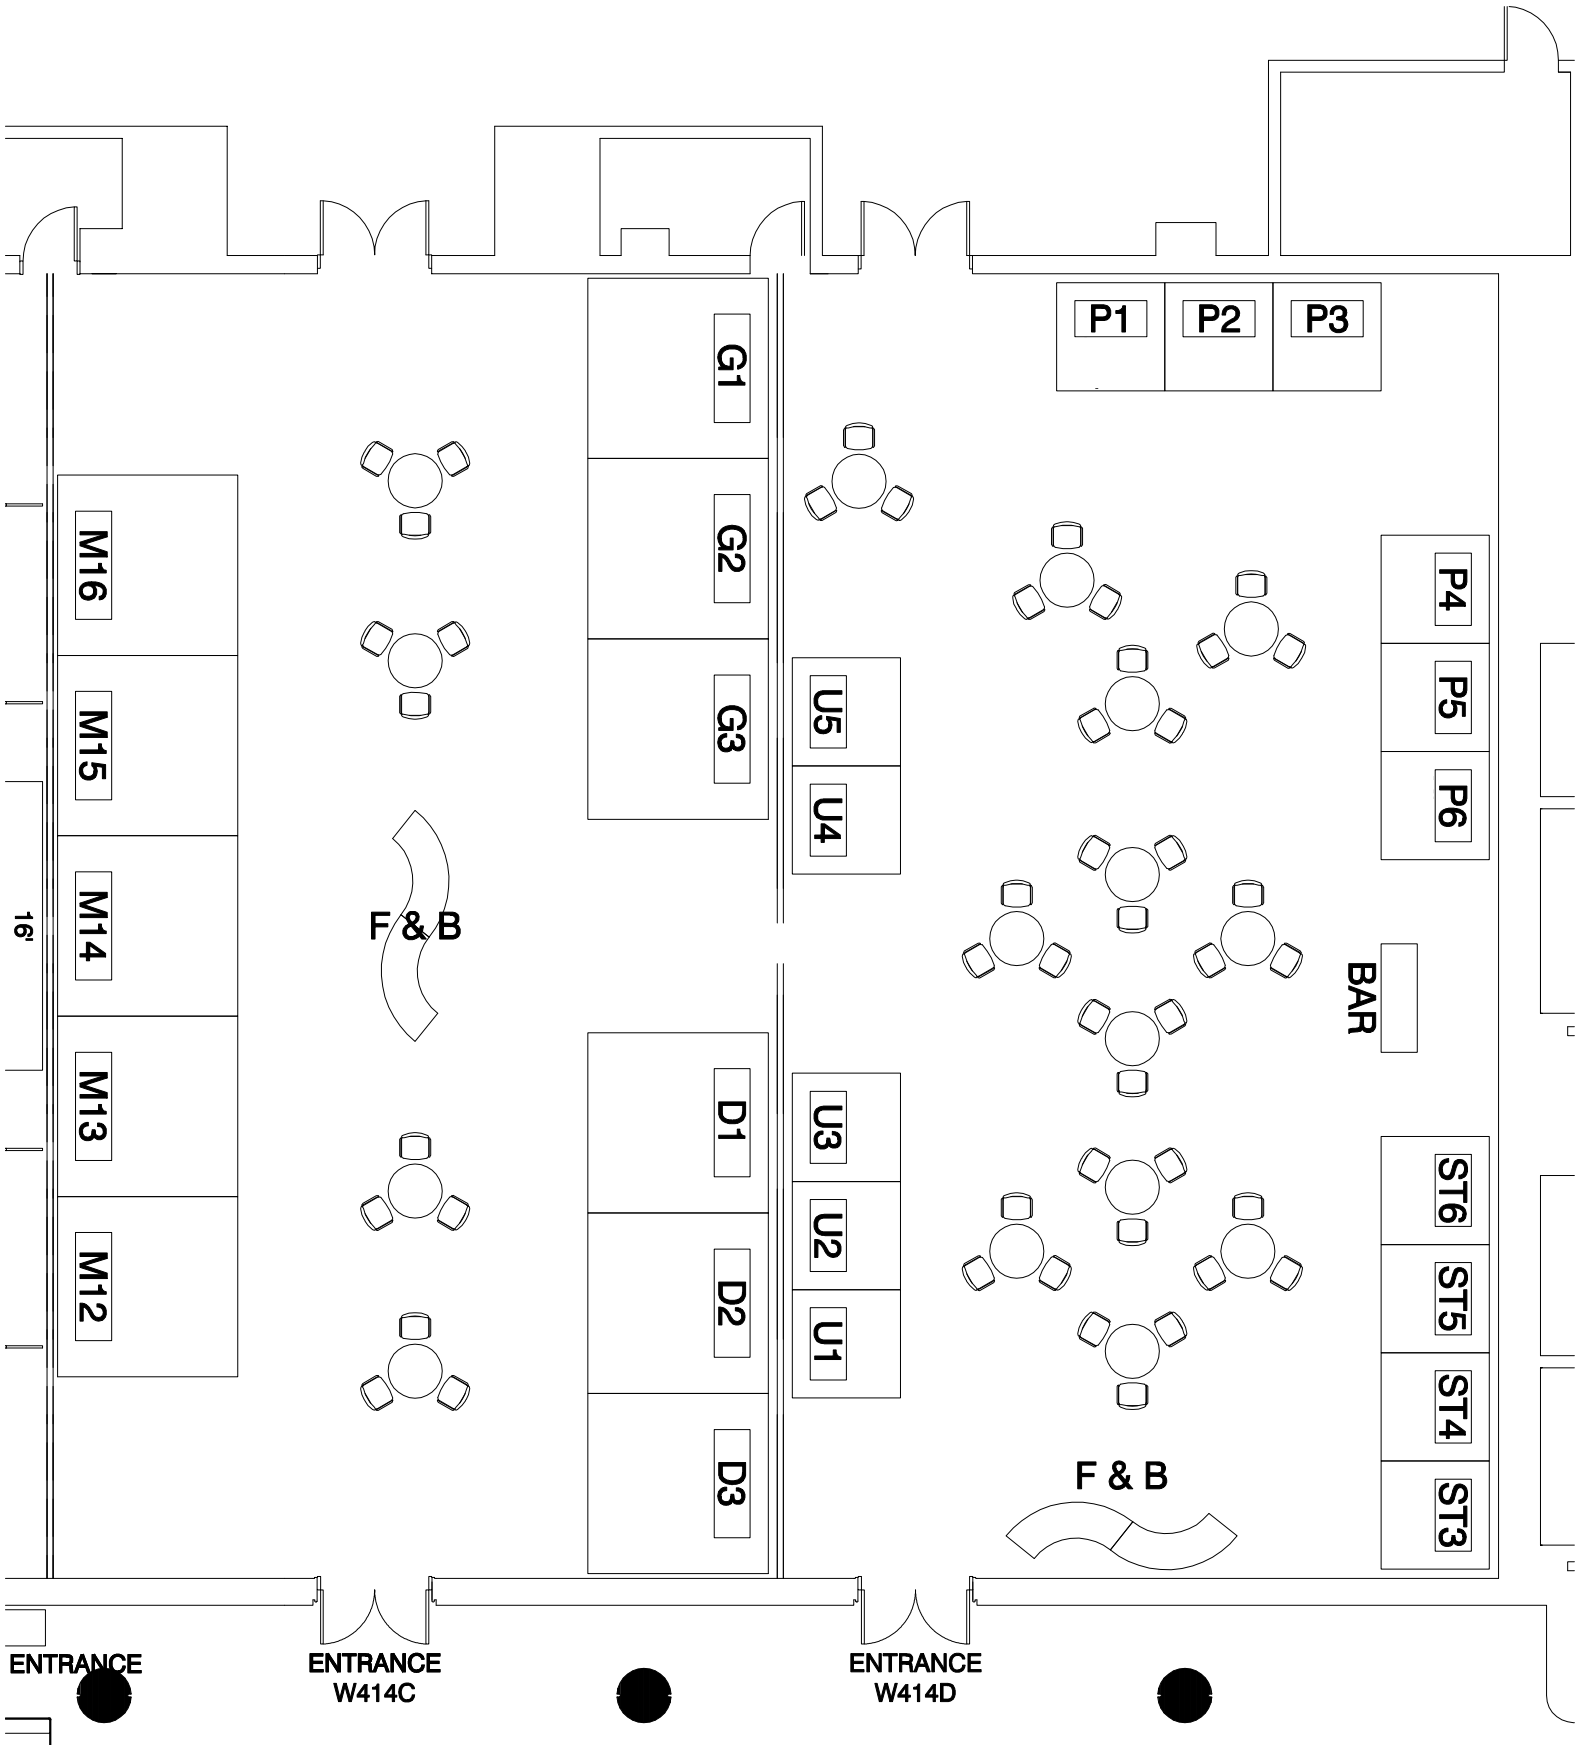 P1
P2
P3
G1
G2
G3
M16
M15
M14
M13
M12
16'
F & B
U5
U4
P4
P5
P6
BAR
D1
D2
D3
U3
U2
U1
ST6
ST5
ST4
ST3
F & B
ENTRANCE
ENTRANCE
W414C
ENTRANCE
W414D